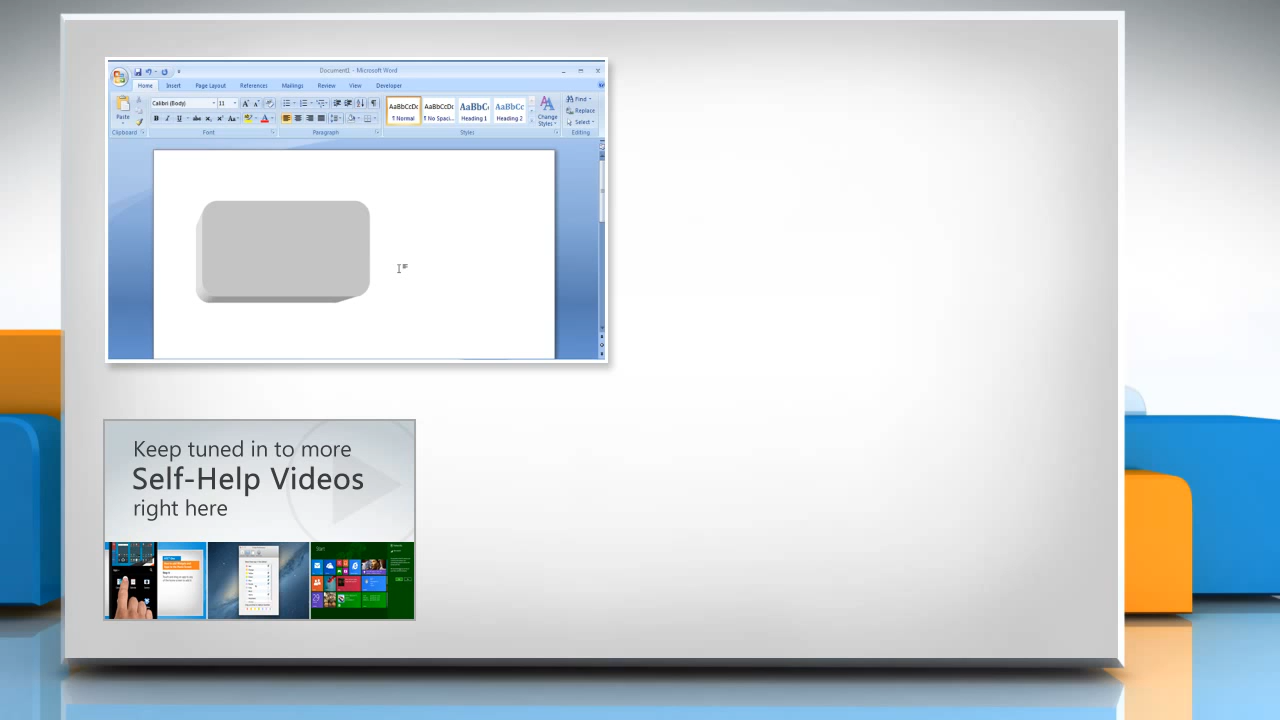 Document1 - Microsoft Word
Home Insert Page Layout References Mailings Review View Developer
Paste
Calibri (Body) 11
AaBbCcDc AaBbCcDc AaBbC AaBbCc
¶ Normal ¶ No Spaci... Heading 1 Heading 2
Change Styles
Find
Replace
Select
Clipboard Font Paragraph Styles Editing
Keep tuned in to more
Self-Help Videos
right here
Start